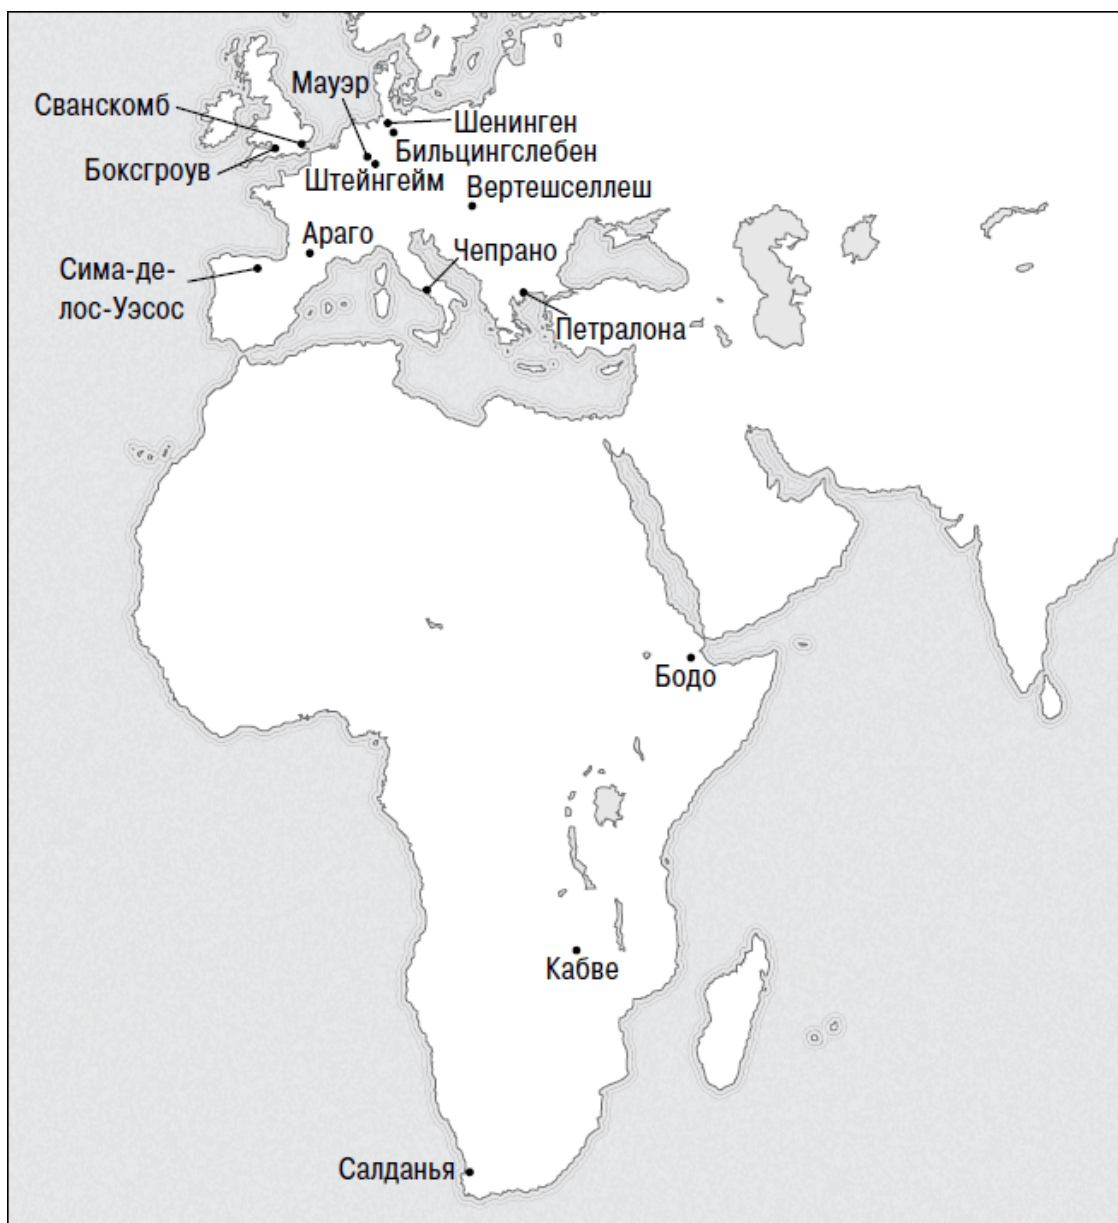 Мауэр
Сванскомб
Шенинген
Бильцингслебен
Боксгроув
Штейнгейм
Вертешселлеш
Араго
Чепрано
Сима-де-
лос-Уэсос
Петралона
Бодо
Кабве
Салданья